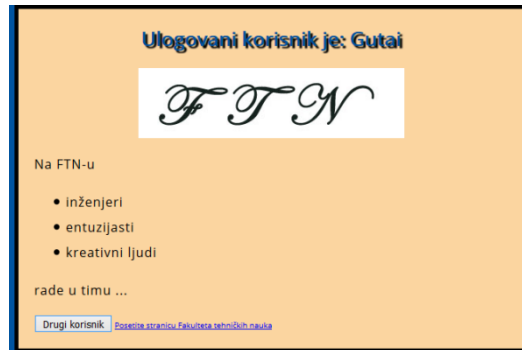 Ulogovani korisnik je: Gutai
FTN
Na FTN-u
• inženjeri
• entuzijasti
• kreativni ljudi
rade u timu ...
Drugi korisnik Posetite stranicu Fakulteta tehničkih nauka